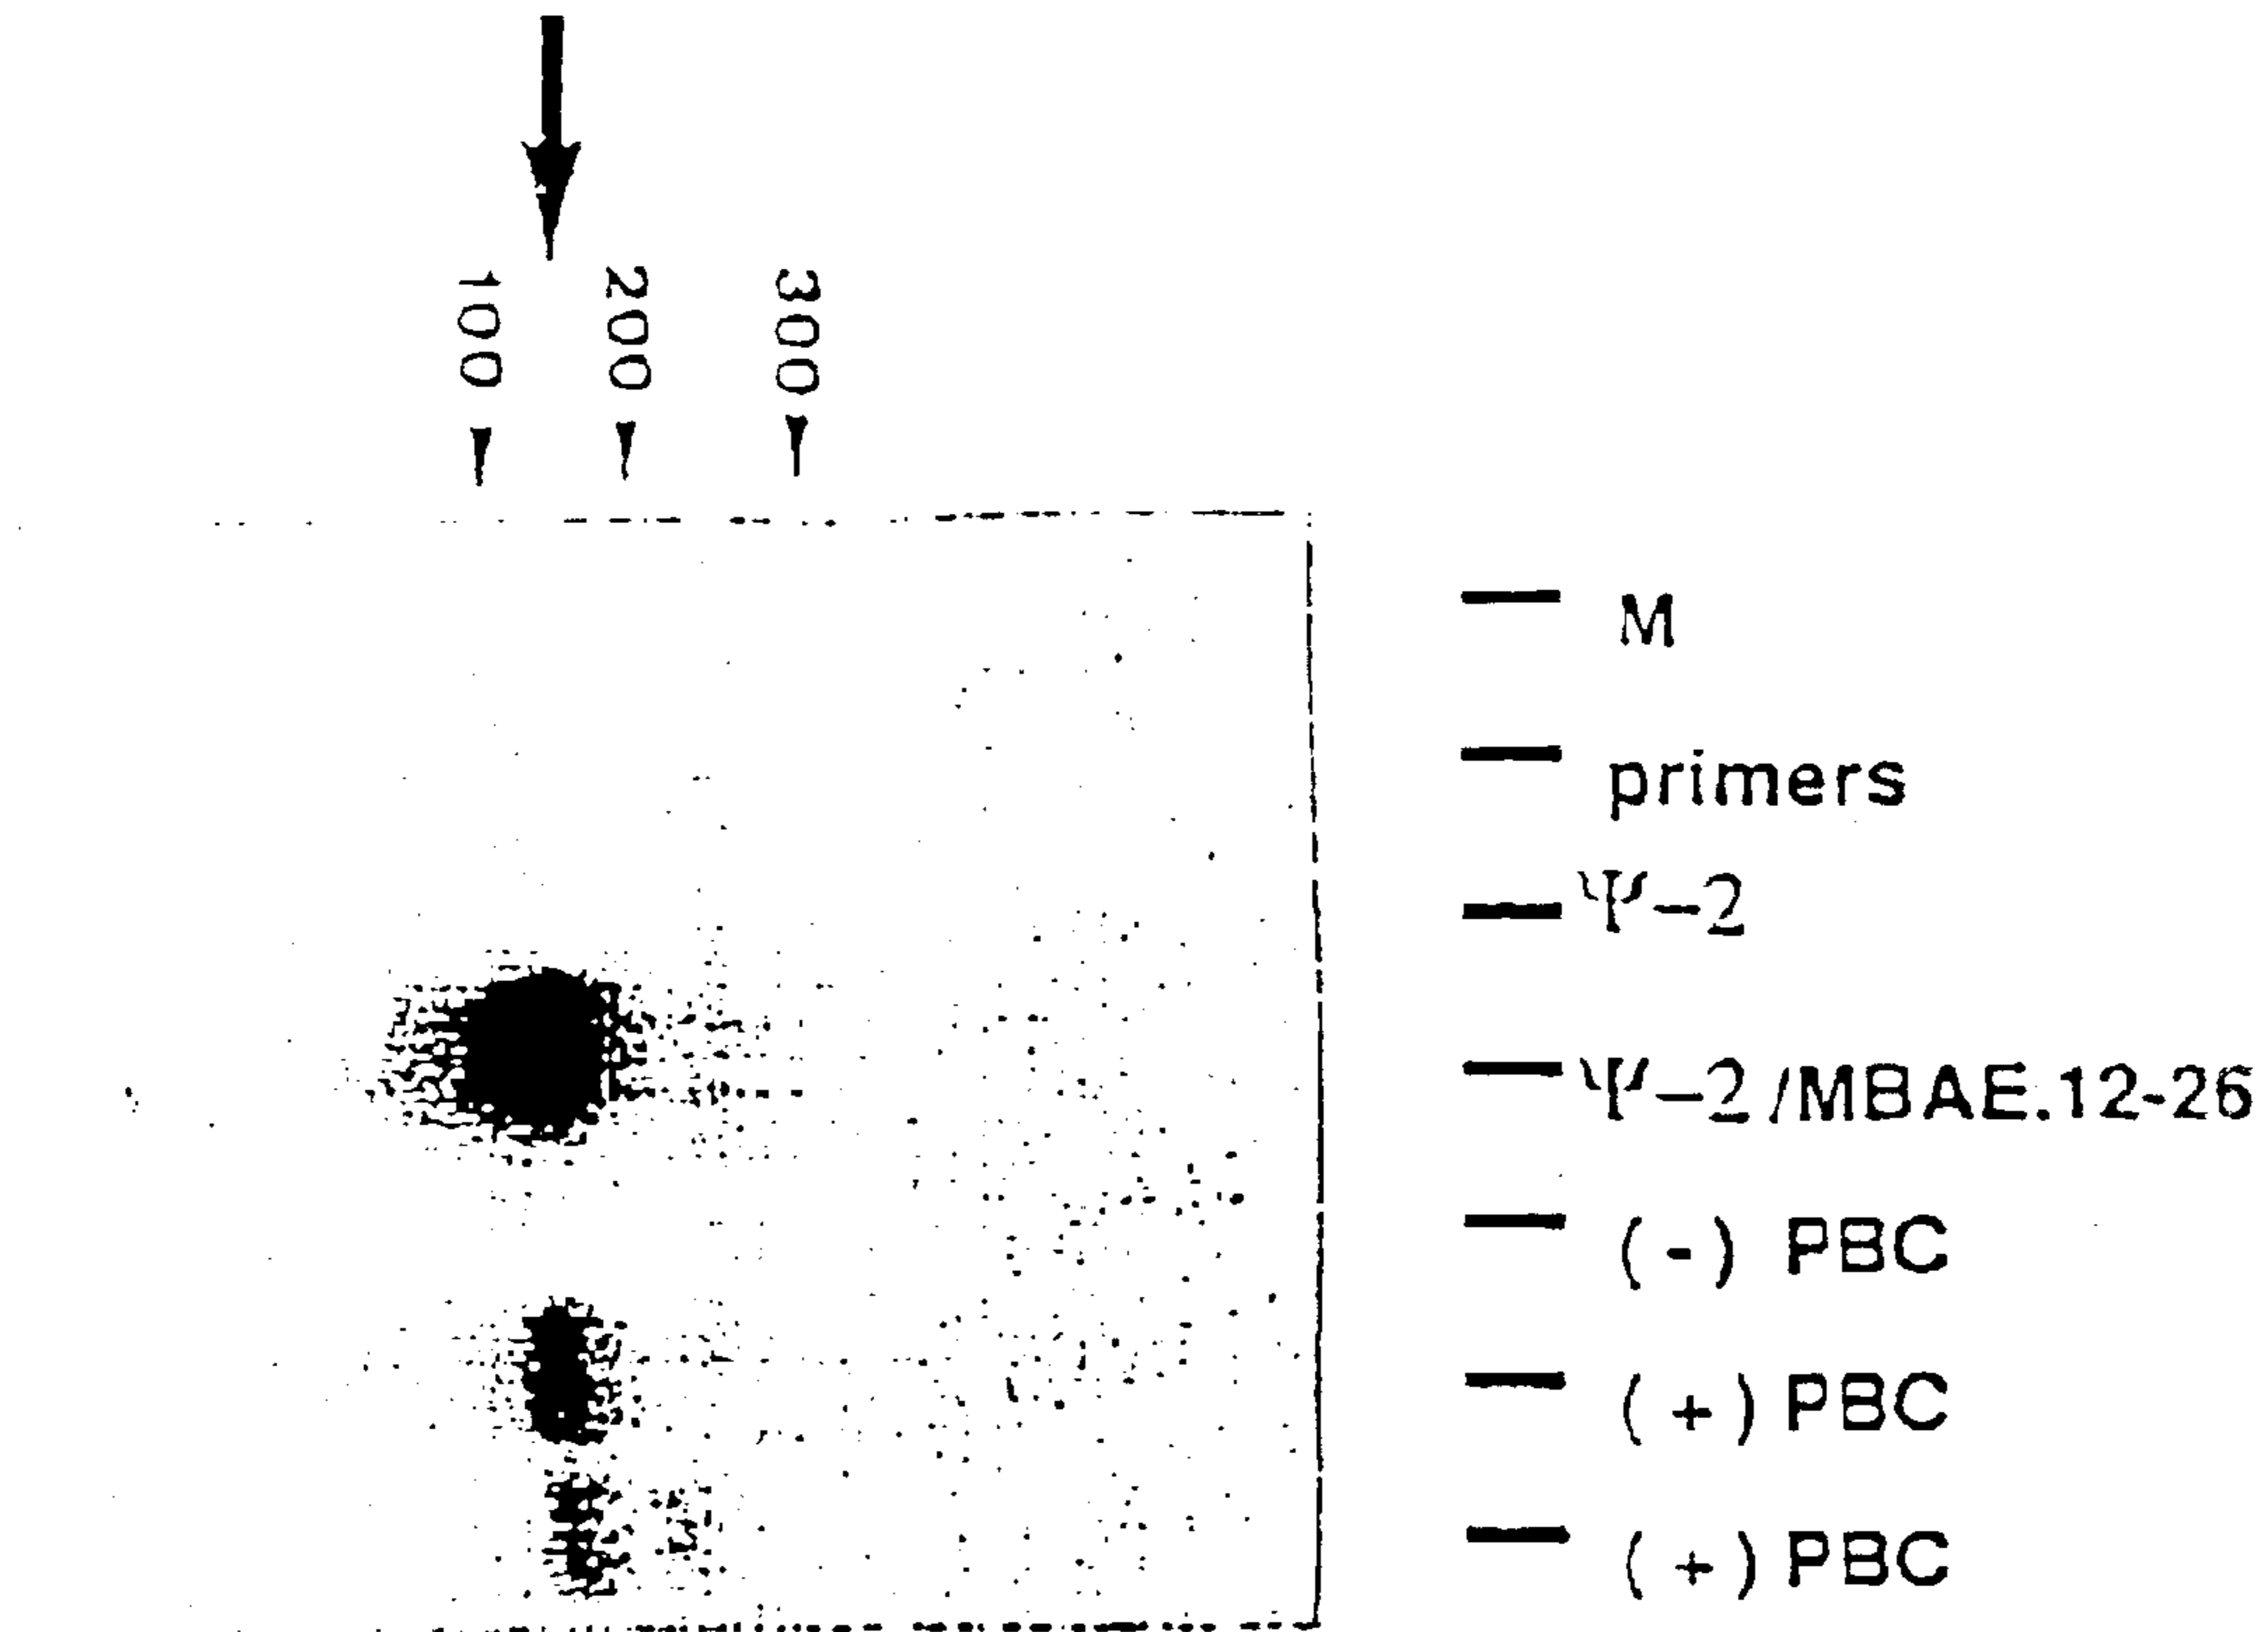 100
200
300
M
primers
Ψ-2
Ψ-2/MBAE.12-26
(-) PBC
(+) PBC
(+) PBC